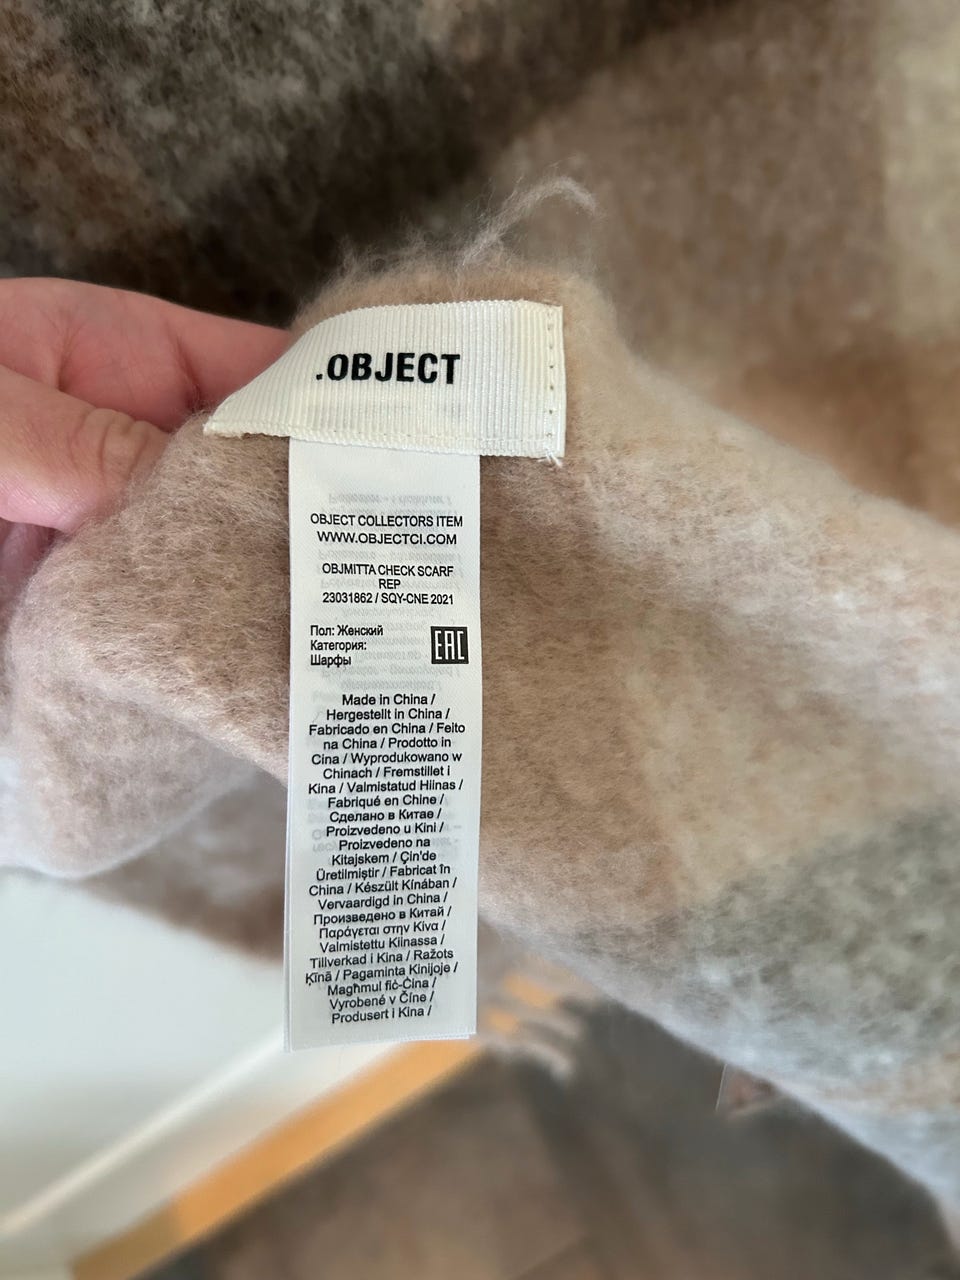 .OBJECT
OBJECT COLLECTORS ITEM
WWW.OBJECTCI.COM
OBJMITTA CHECK SCARF
REP
23031862 / SQY-CNE 2021
Пол: Женский
Категория:
Шарфы
EAC
Made in China /
Hergestellt in China /
Fabricado en China / Feito
na China / Prodotto in
Cina / Wyprodukowano w
Chinach / Fremstillet i
Kina / Valmistatud Hiinas /
Fabriqué en Chine /
Сделано в Китае /
Proizvedeno u Kini /
Proizvedeno na
Kitajskem / Çin'de
Üretilmiştir / Fabricat în
China / Készült Kínában /
Vervaardigd in China /
Произведено в Китай /
Παράγεται στην Κίνα /
Valmistettu Kiinassa /
Tillverkad i Kina / Ražots
Ķīnā / Pagaminta Kinijoje /
Magħmul fiċ-Ċina /
Vyrobené v Číne /
Produsert i Kina /